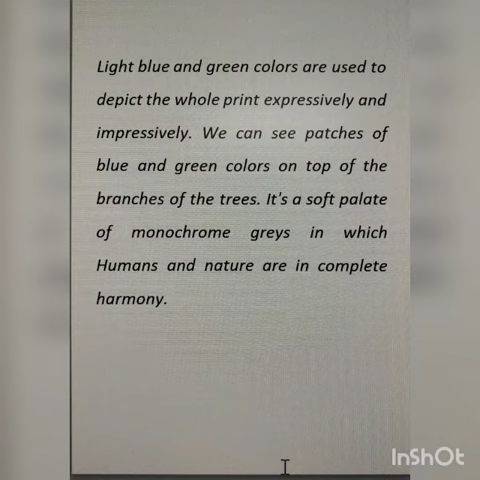 Light blue and green colors are used to
depict the whole print expressively and
impressively. We can see patches of
blue and green colors on top of the
branches of the trees. It's a soft palate
of monochrome greys in which
Humans and nature are in complete
harmony.
InShOt